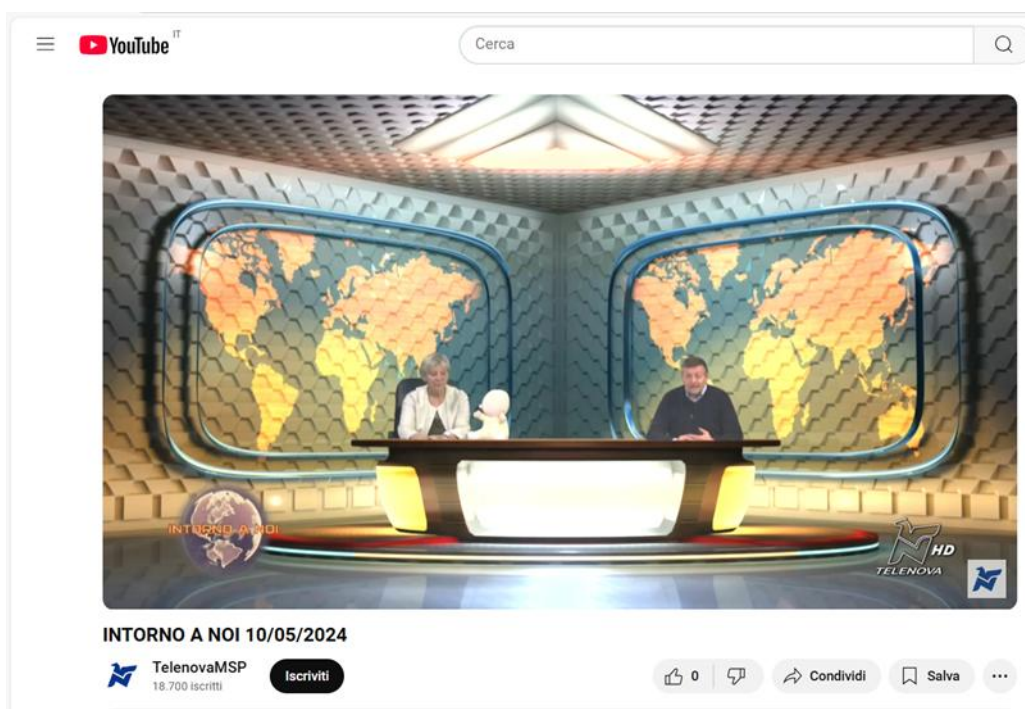 YouTube IT
Cerca
INTORNO A NOI
HD
TELENOVA
INTORNO A NOI 10/05/2024
TelenovaMSP
18.700 iscritti
Iscriviti
0
Condividi
Salva